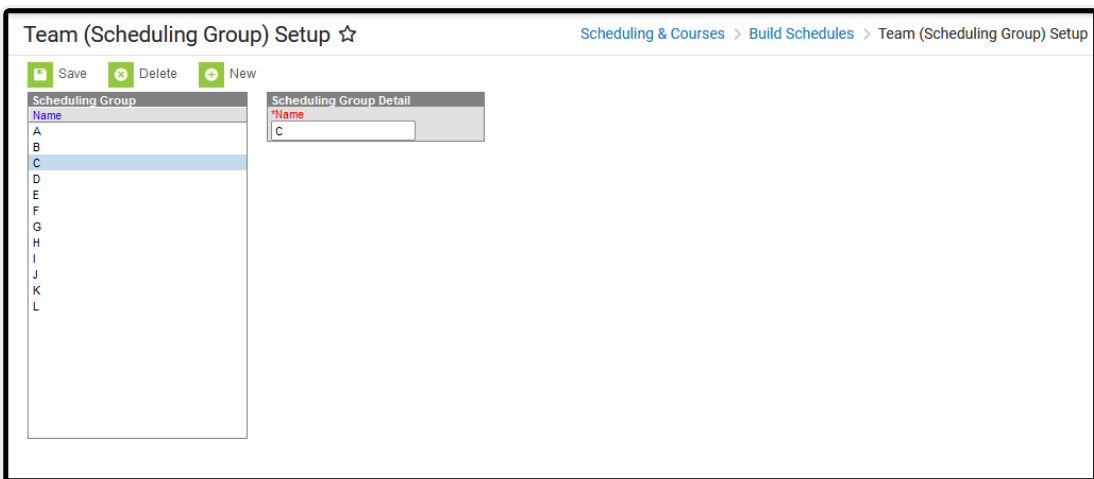 Team (Scheduling Group) Setup
Scheduling & Courses > Build Schedules > Team (Scheduling Group) Setup
Save Delete New
Scheduling Group
Name
A
B
C
D
E
F
G
H
I
J
K
L
Scheduling Group Detail
*Name
C